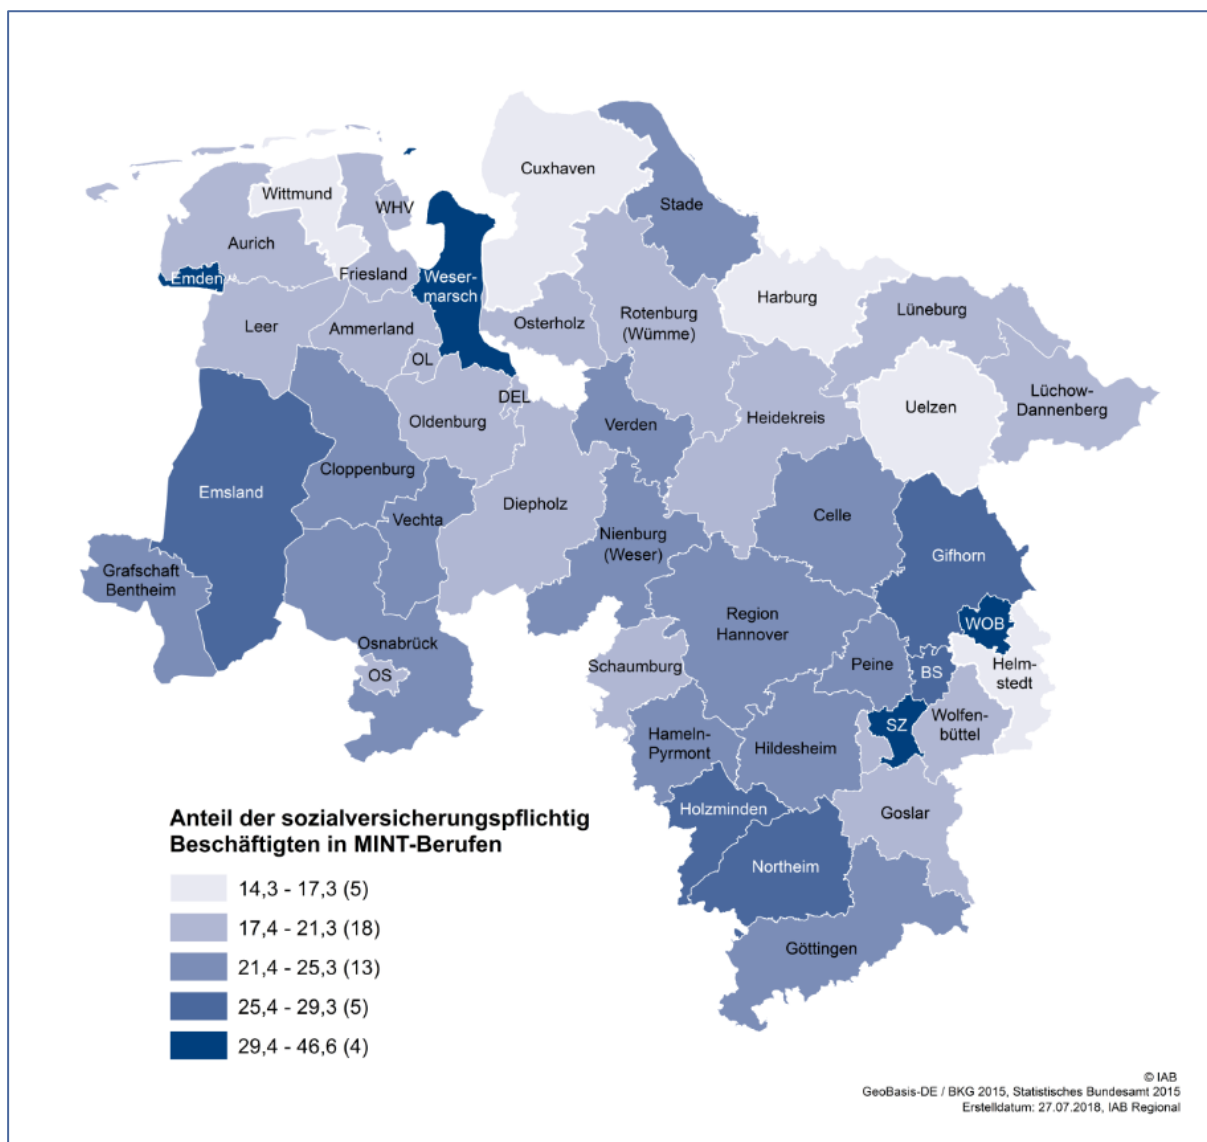 Cuxhaven
Wittmund
Stade
WHV
Aurich
Friesland
Emden
Weser-
marsch
Harburg
Lüneburg
Rotenburg
(Wümme)
Osterholz
Leer
Ammerland
OL
DEL
Lüchow-
Dannenberg
Uelzen
Heidekreis
Oldenburg
Verden
Cloppenburg
Emsland
Vechta
Diepholz
Celle
Nienburg
(Weser)
Gifhorn
Grafschaft
Bentheim
Region
Hannover
WOB
Osnabrück
OS
Schaumburg
Peine
BS
Helm-
stedt
SZ
Wolfen-
büttel
Hameln-
Pyrmont
Hildesheim
Holzminden
Goslar
Northeim
Göttingen
Anteil der sozialversicherungspflichtig
Beschäftigten in MINT-Berufen
14,3 - 17,3 (5)
17,4 - 21,3 (18)
21,4 - 25,3 (13)
25,4 - 29,3 (5)
29,4 - 46,6 (4)
© IAB
GeoBasis-DE / BKG 2015, Statistisches Bundesamt 2015
Erstelldatum: 27.07.2018, IAB Regional